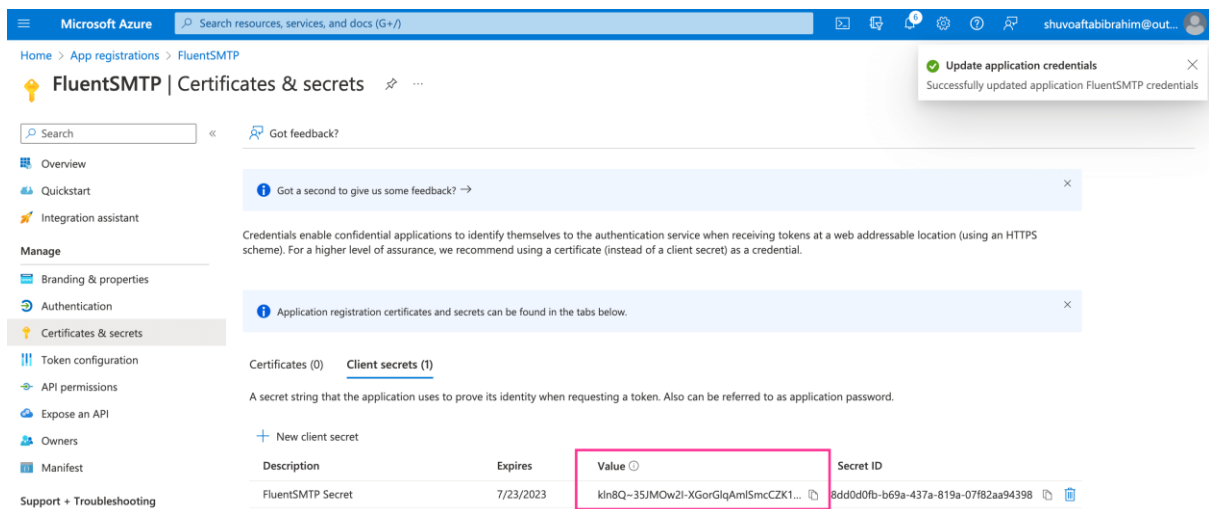 Microsoft Azure
Search resources, services, and docs (G+/)
6
shuvoaftabibrahim@out...
Home > App registrations > FluentSMTP
FluentSMTP | Certificates & secrets
Update application credentials
Successfully updated application FluentSMTP credentials
Search
Got feedback?
Overview
Quickstart
Integration assistant
Manage
Branding & properties
Authentication
Certificates & secrets
Token configuration
API permissions
Expose an API
Owners
Manifest
Support + Troubleshooting
Got a second to give us some feedback?
Credentials enable confidential applications to identify themselves to the authentication service when receiving tokens at a web addressable location (using an HTTPS
scheme). For a higher level of assurance, we recommend using a certificate (instead of a client secret) as a credential.
Application registration certificates and secrets can be found in the tabs below.
Certificates (0) Client secrets (1)
A secret string that the application uses to prove its identity when requesting a token. Also can be referred to as application password.
New client secret
Description Expires Value Secret ID
FluentSMTP Secret 7/23/2023 kln8Q~35JMOw2I-XGorGlqAmlSmcCZK1... 8dd0d0fb-b69a-437a-819a-07f82aa94398